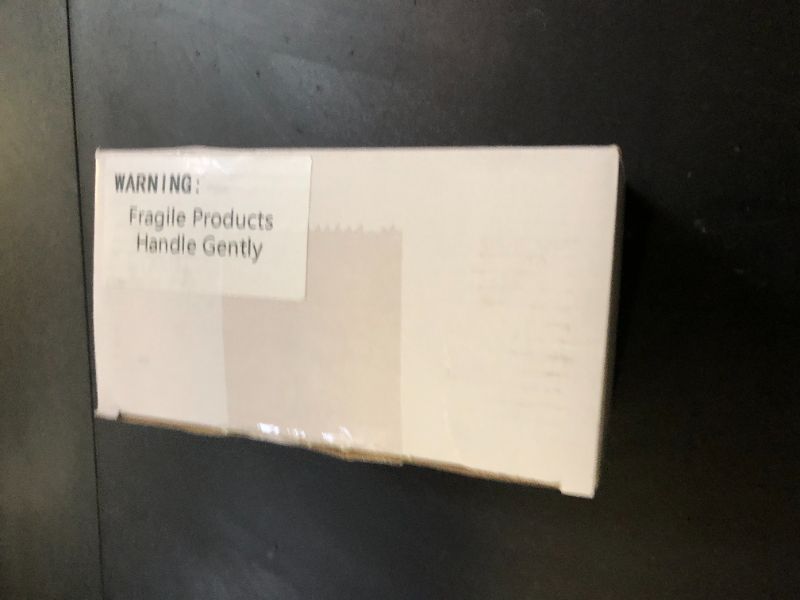 WARNING:
Fragile Products
Handle Gently